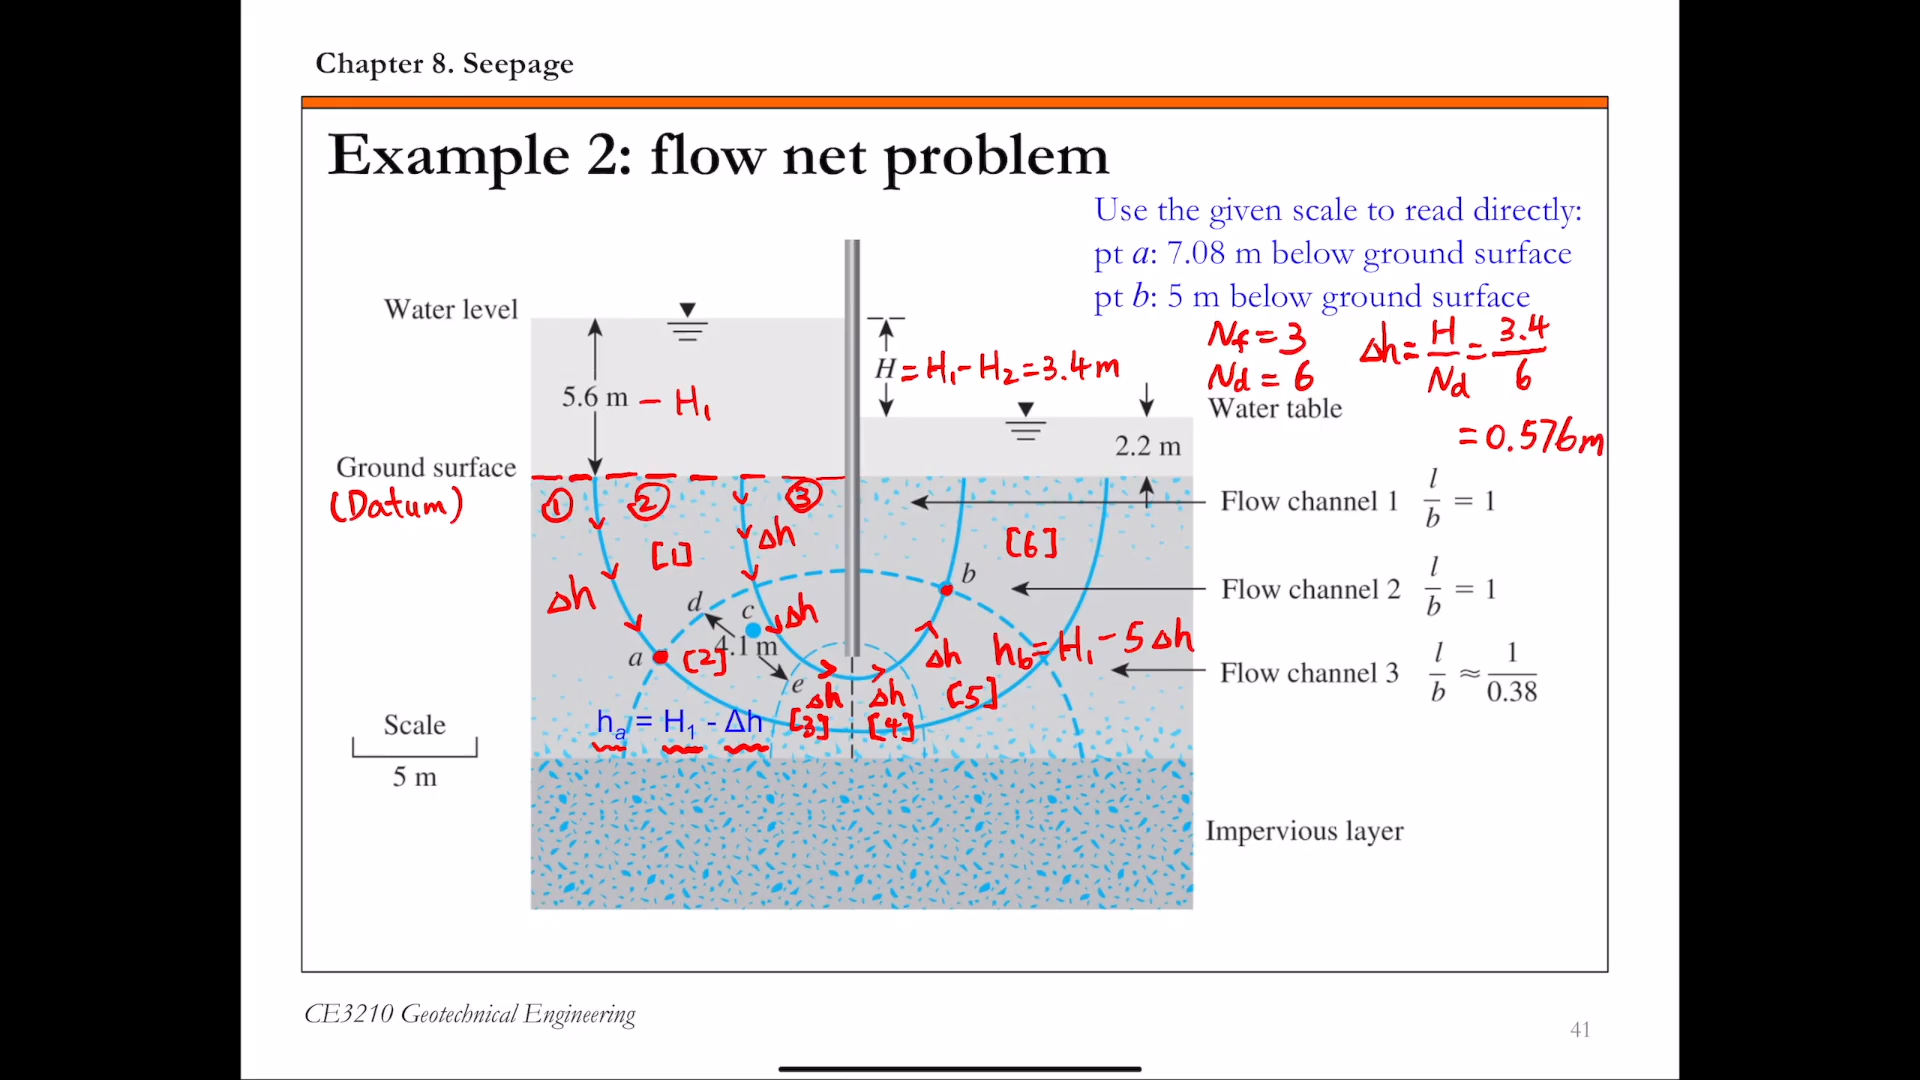 Chapter 8. Seepage
Example 2: flow net problem
Use the given scale to read directly:
pt a: 7.08 m below ground surface
pt b: 5 m below ground surface
Water level
5.6 m – H₁
H = H₁ - H₂ = 3.4 m
Nf = 3
Nd = 6
Δh = H/Nd = 3.4/6
= 0.576m
Water table
2.2 m
Ground surface
(Datum)
① ② ③
Flow channel 1 l/b = 1
[1]
Δh
[6]
Δh
d
c
Δh
b
Flow channel 2 l/b = 1
a
[2]
4.1 m
e
Δh
Δh
Δh
hb = H₁ - 5Δh
Flow channel 3 l/b ≈ 1/0.38
[5]
hₐ = H₁ - Δh
[3]
[4]
Scale
5 m
Impervious layer
CE3210 Geotechnical Engineering
41